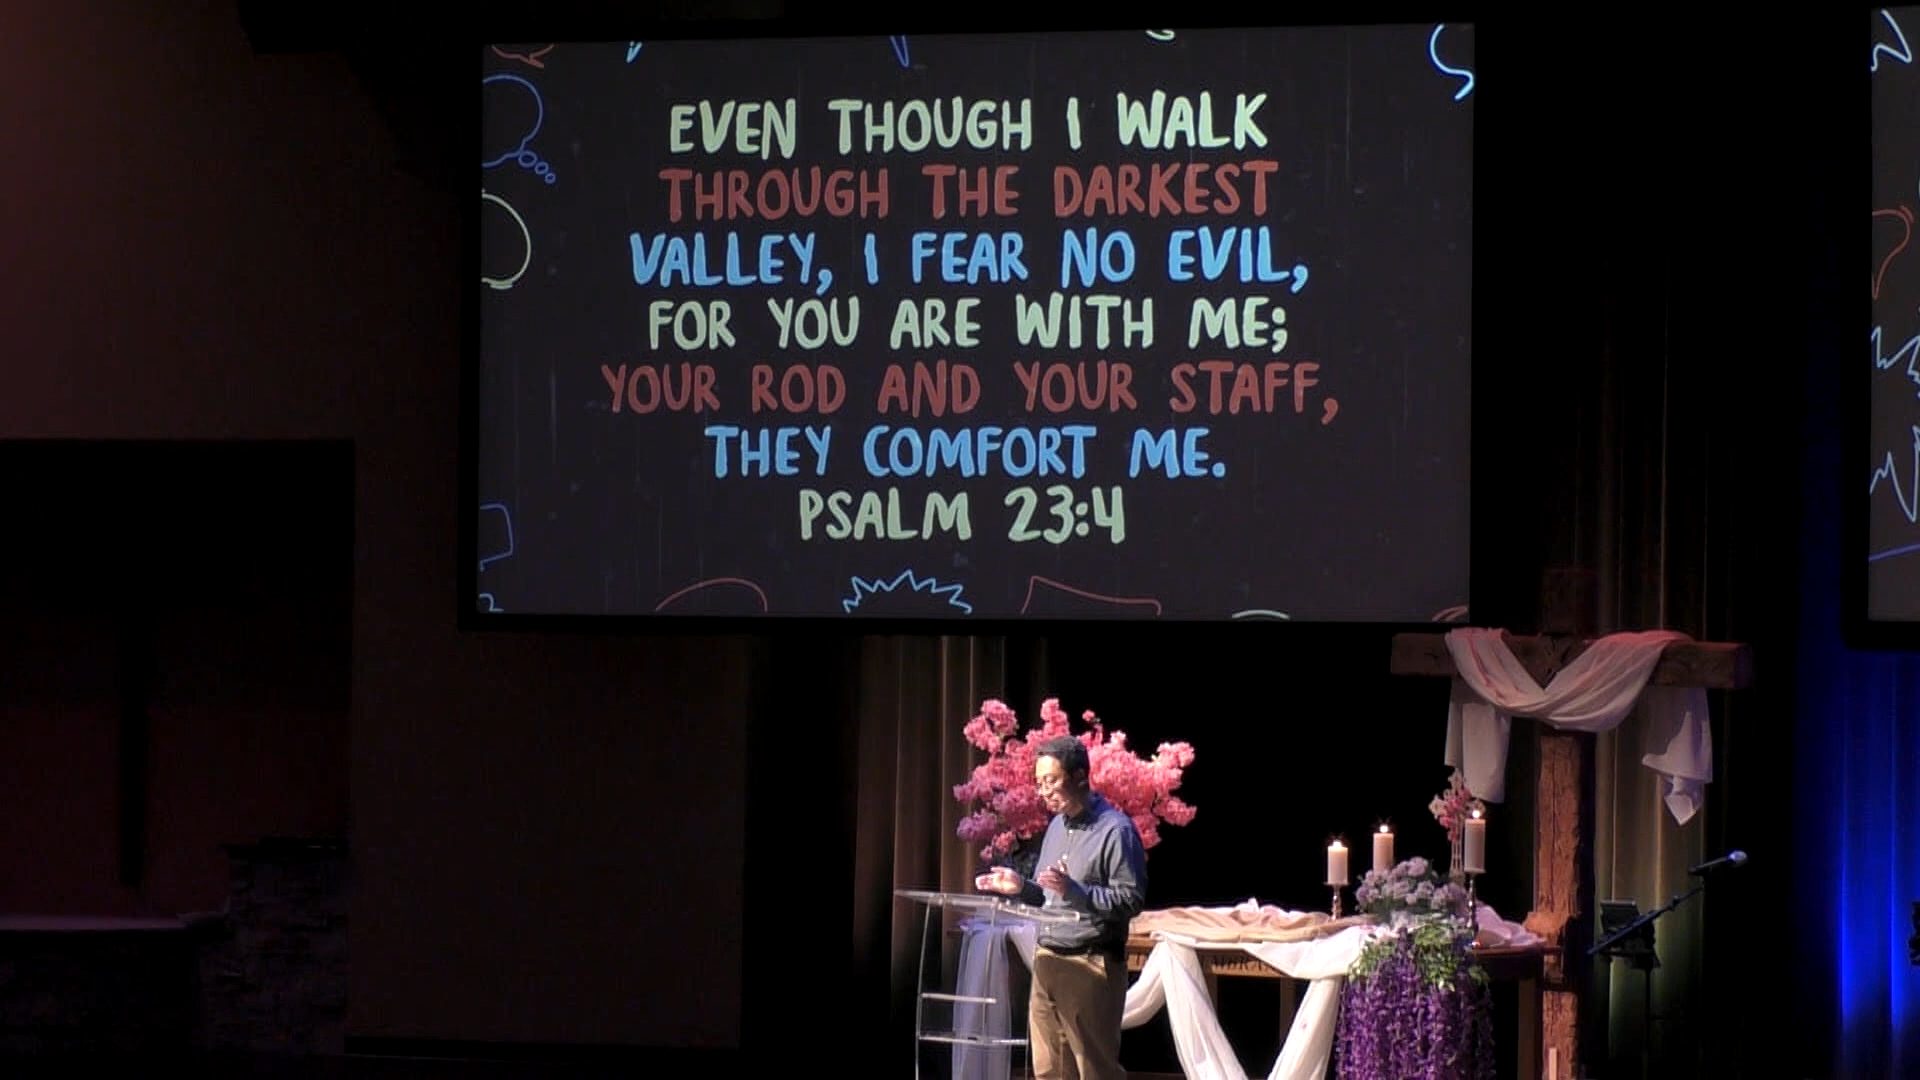 EVEN THOUGH I WALK
THROUGH THE DARKEST
VALLEY, I FEAR NO EVIL,
FOR YOU ARE WITH ME;
YOUR ROD AND YOUR STAFF,
THEY COMFORT ME.
PSALM 23:4